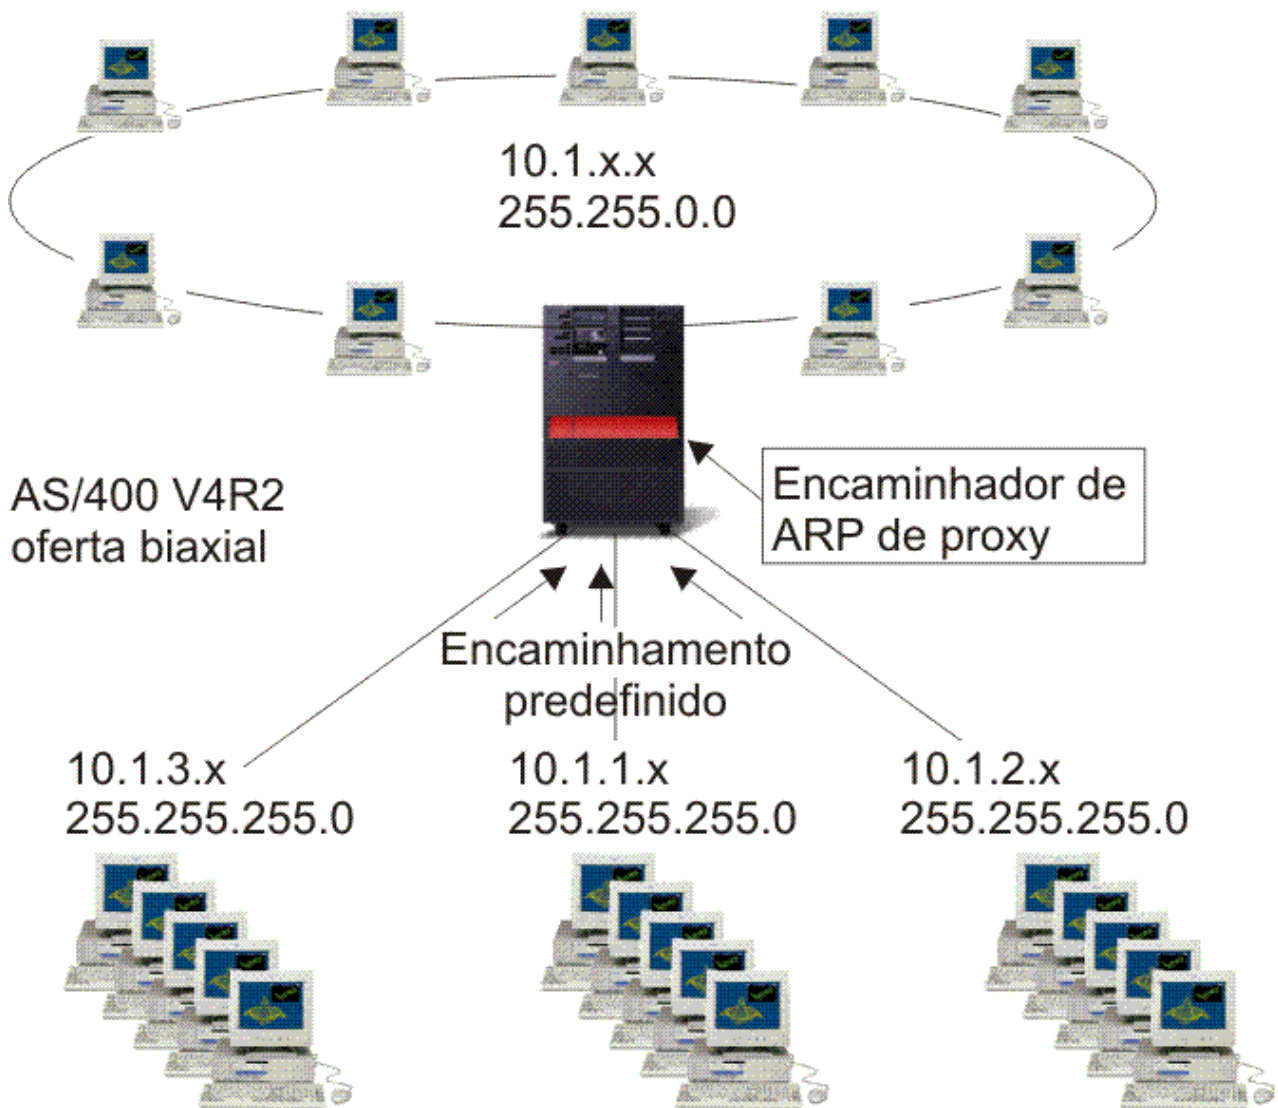 10.1.x.x
255.255.0.0
AS/400 V4R2
oferta biaxial
Encaminhador de
ARP de proxy
Encaminhamento
predefinido
10.1.3.x
255.255.255.0
10.1.1.x
255.255.255.0
10.1.2.x
255.255.255.0